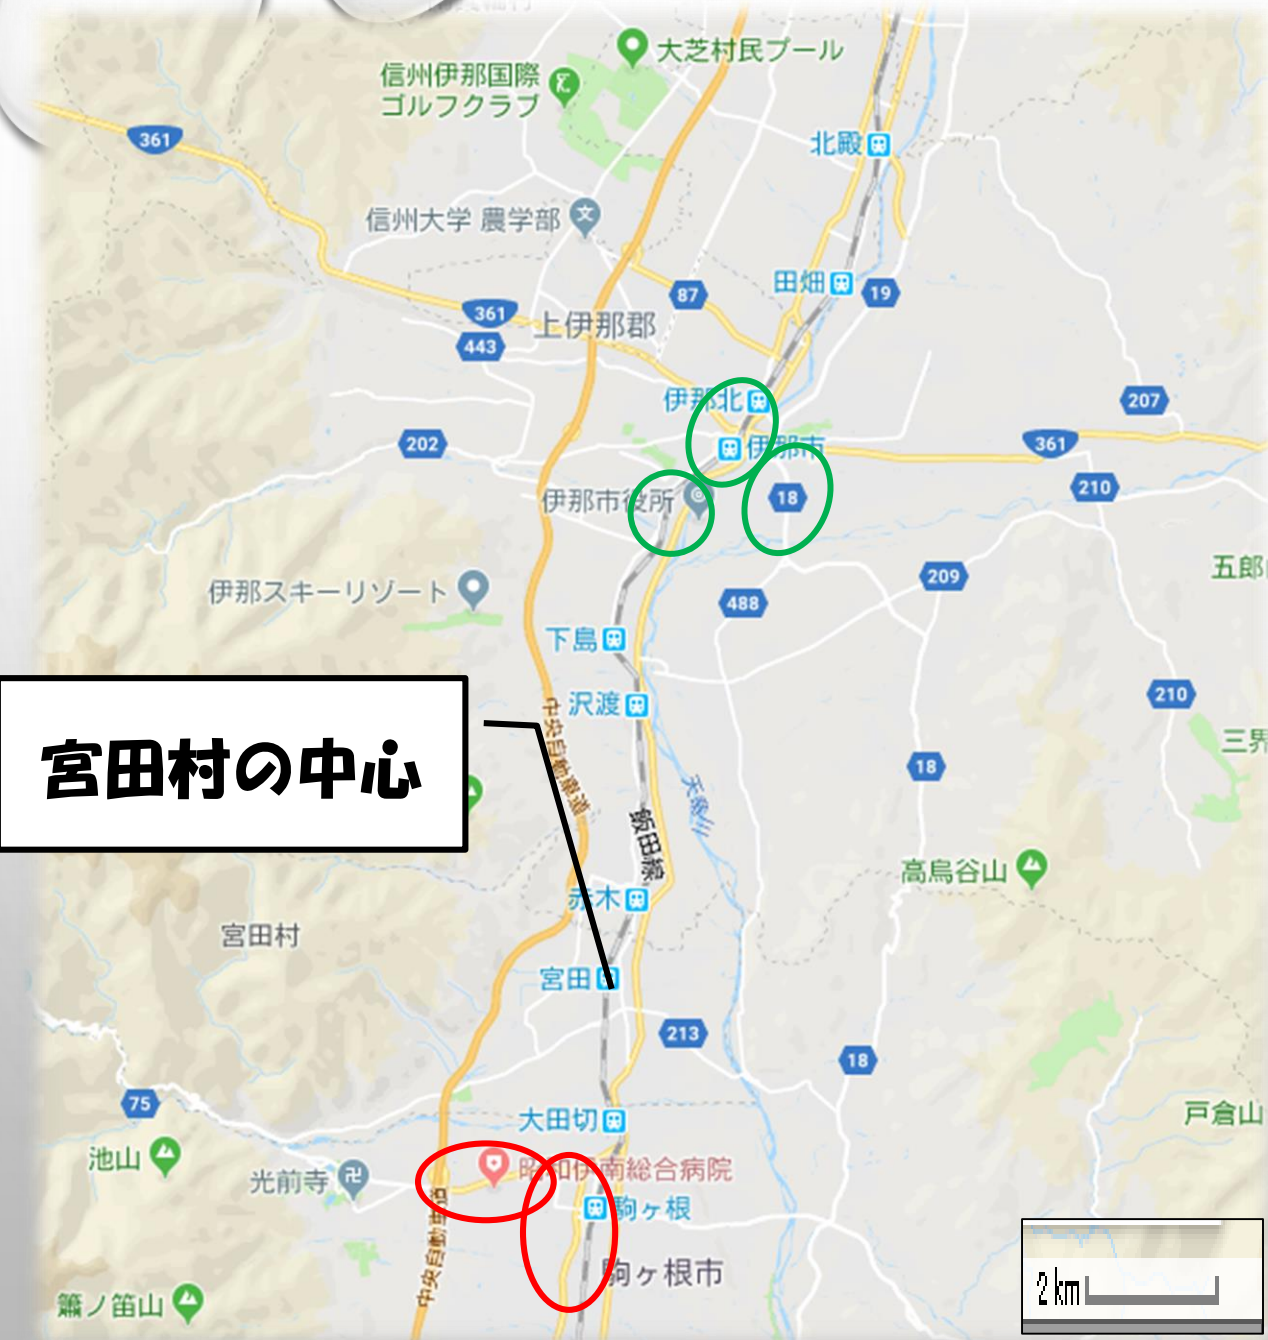 大芝村民プール
信州伊那国際
ゴルフクラブ
361
北殿
信州大学 農学部
田畑
87
19
361
上伊那郡
443
伊那北
207
202
伊那市
361
伊那市役所
18
210
209
五郎
伊那スキーリゾート
488
下島
沢渡
210
中央自動車道
宮田村の中心
三界
18
天竜川
飯田線
高烏谷山
赤木
宮田村
宮田
213
18
75
大田切
戸倉山
池山
昭和伊南総合病院
光前寺
駒ヶ根
中央自動車道
駒ヶ根市
2 km
簫ノ笛山